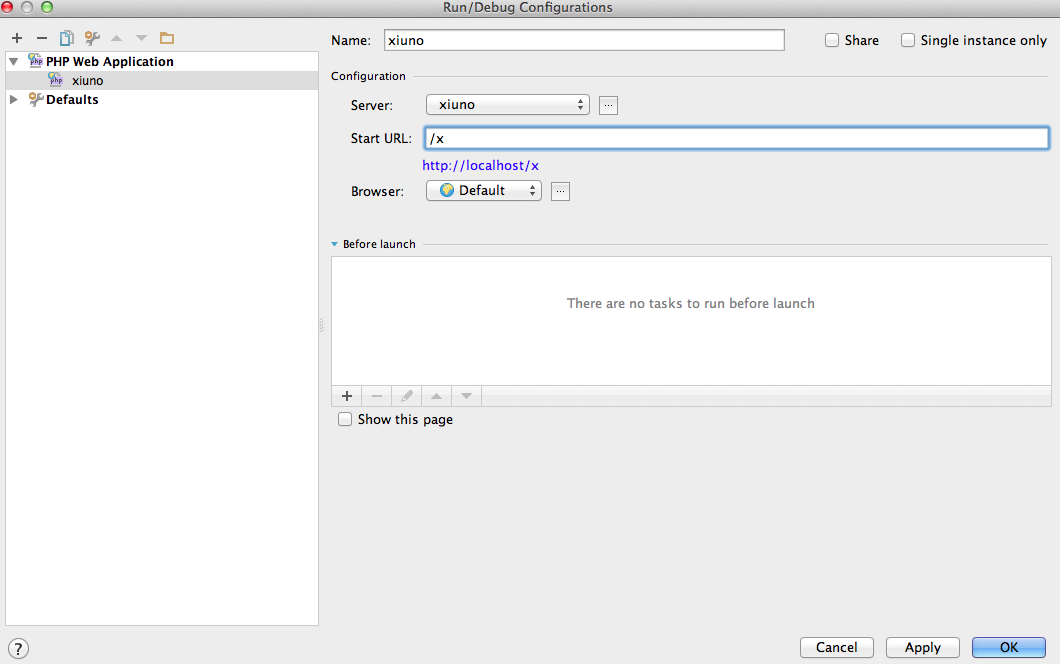 Run/Debug Configurations
Name: xiuno Share Single instance only
PHP Web Application
xiuno
Defaults
Configuration
Server: xiuno ...
Start URL: /x
http://localhost/x
Browser: Default ...
Before launch
There are no tasks to run before launch
Show this page
? Cancel Apply OK